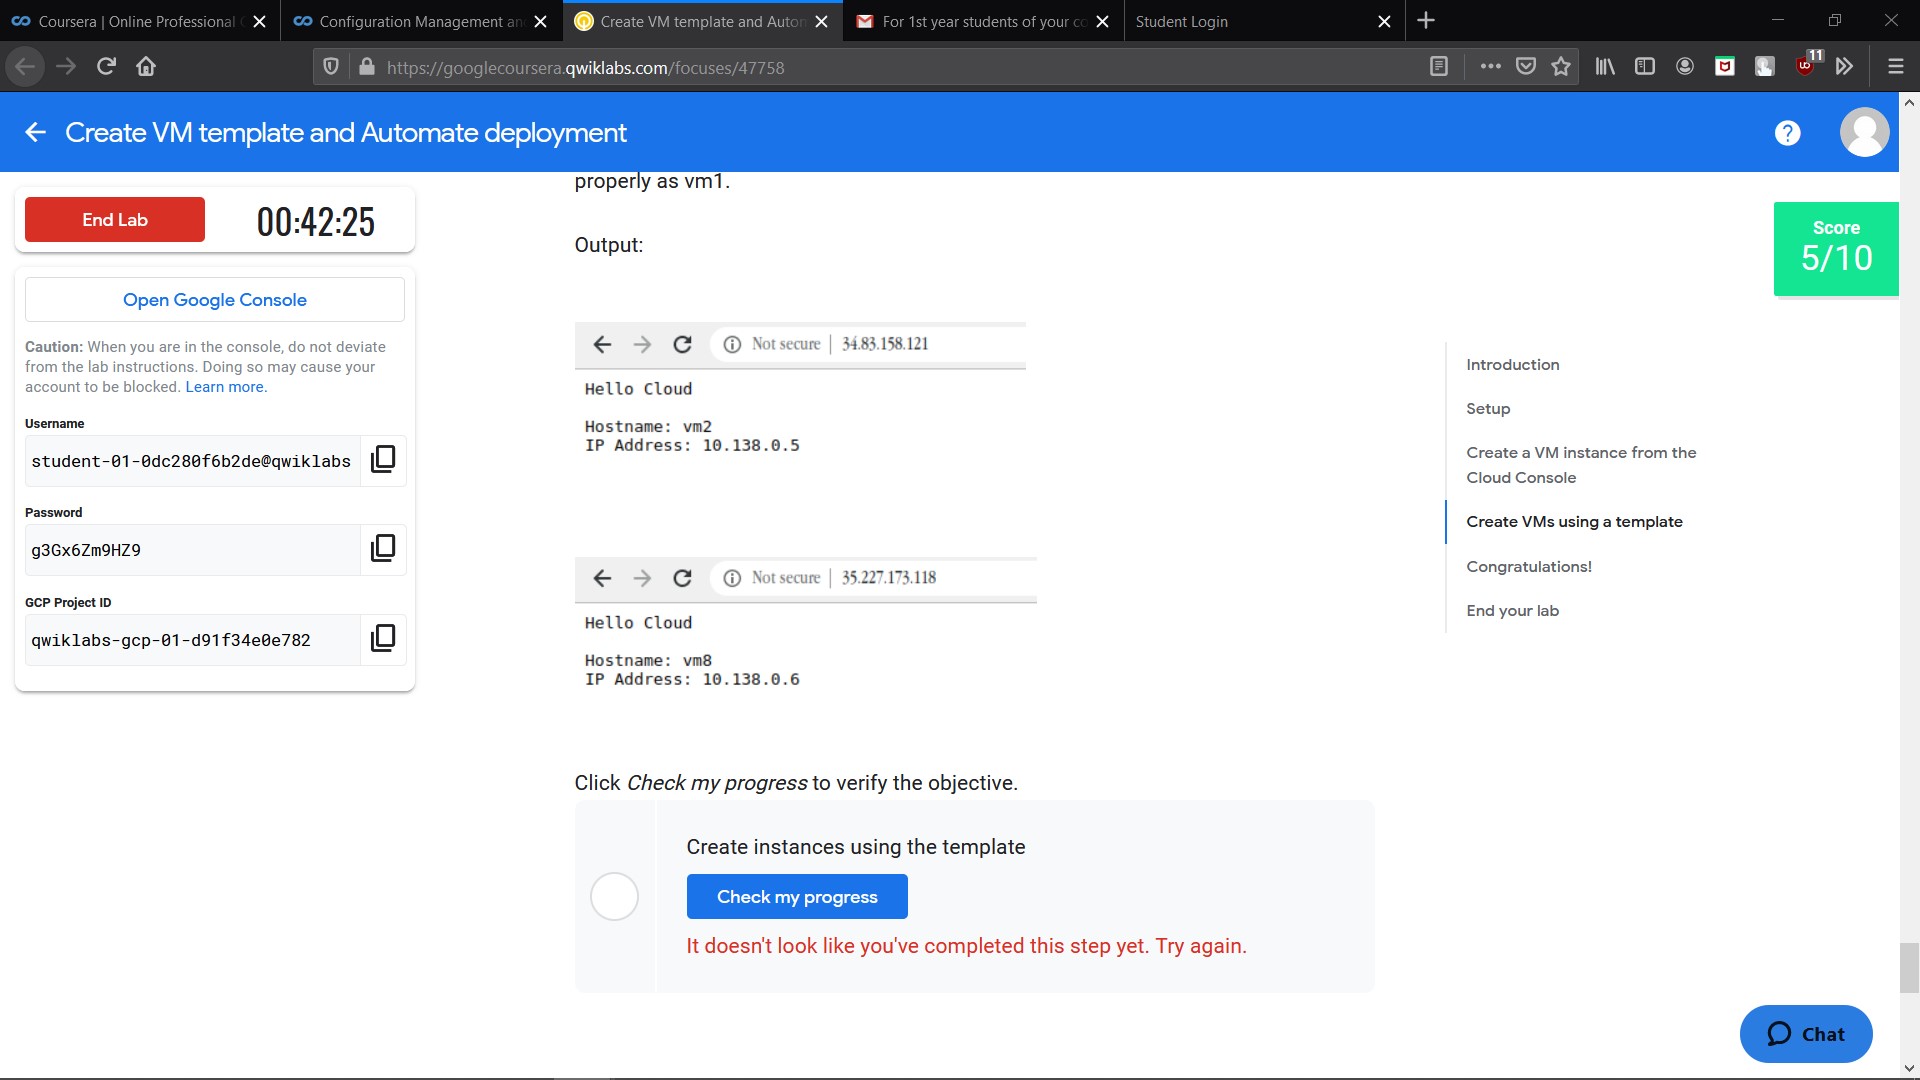 Coursera | Online Professional
Configuration Management an
Create VM template and Autom
For 1st year students of your co
Student Login
https://googlecoursera.qwiklabs.com/focuses/47758
11
Create VM template and Automate deployment
?
End Lab
00:42:25
Open Google Console
Caution: When you are in the console, do not deviate
from the lab instructions. Doing so may cause your
account to be blocked. Learn more.
Username
student-01-0dc280f6b2de@qwiklabs
Password
g3Gx6Zm9HZ9
GCP Project ID
qwiklabs-gcp-01-d91f34e0e782
properly as vm1.
Output:
Not secure | 34.83.158.121
Hello Cloud
Hostname: vm2
IP Address: 10.138.0.5
Not secure | 35.227.173.118
Hello Cloud
Hostname: vm8
IP Address: 10.138.0.6
Click Check my progress to verify the objective.
Create instances using the template
Check my progress
It doesn't look like you've completed this step yet. Try again.
Score
5/10
Introduction
Setup
Create a VM instance from the
Cloud Console
Create VMs using a template
Congratulations!
End your lab
Chat